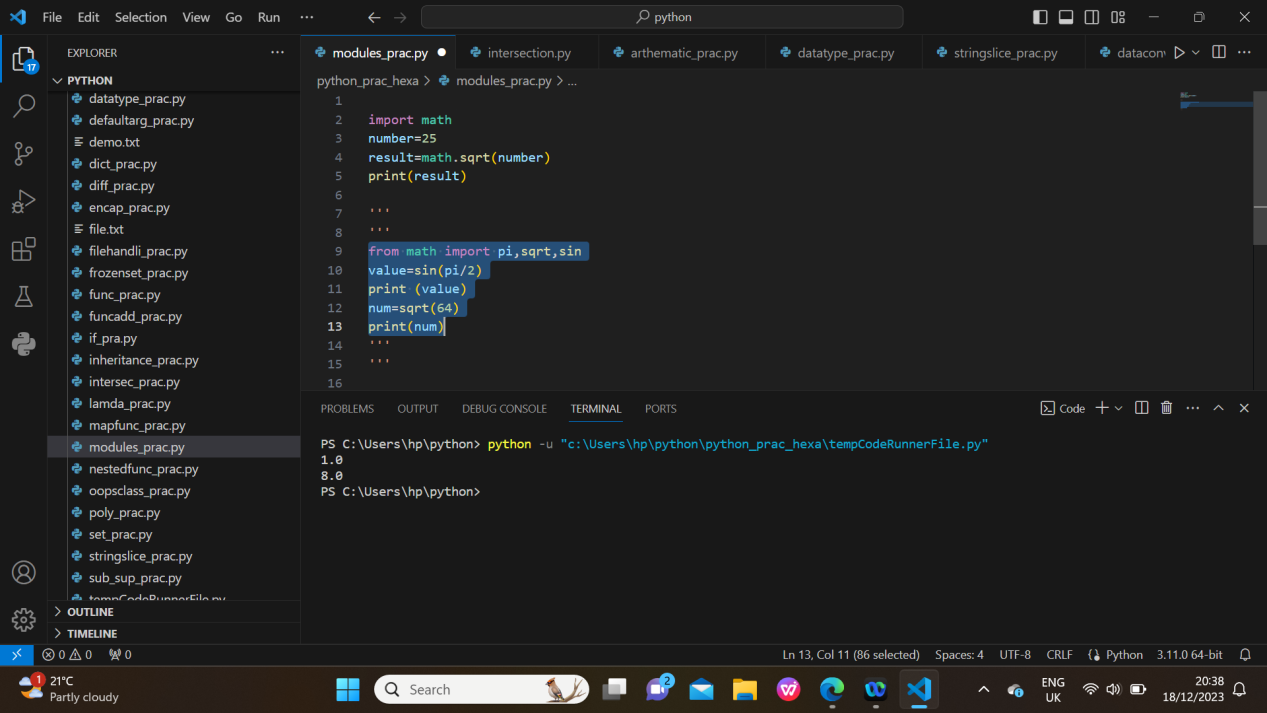 File Edit Selection View Go Run ··· python
EXPLORER ···
17
PYTHON
datatype_prac.py
defaultarg_prac.py
demo.txt
dict_prac.py
diff_prac.py
encap_prac.py
file.txt
filehandli_prac.py
frozenset_prac.py
func_prac.py
funcadd_prac.py
if_pra.py
inheritance_prac.py
intersec_prac.py
lamda_prac.py
mapfunc_prac.py
modules_prac.py
nestedfunc_prac.py
oopsclass_prac.py
poly_prac.py
set_prac.py
stringslice_prac.py
sub_sup_prac.py
tempCodeRunnerFile.py
OUTLINE
TIMELINE
modules_prac.py intersection.py arthematic_prac.py datatype_prac.py stringslice_prac.py datacon
python_prac_hexa > modules_prac.py > ...
1
2 import math
3 number=25
4 result=math.sqrt(number)
5 print(result)
6
7 '''
8 '''
9 from math import pi,sqrt,sin
10 value=sin(pi/2)
11 print (value)
12 num=sqrt(64)
13 print(num)
14 '''
15 '''
16
PROBLEMS OUTPUT DEBUG CONSOLE TERMINAL PORTS Code
PS C:\Users\hp\python> python -u "c:\Users\hp\python\python_prac_hexa\tempCodeRunnerFile.py"
1.0
8.0
PS C:\Users\hp\python>
0 0 0 Ln 13, Col 11 (86 selected) Spaces: 4 UTF-8 CRLF Python 3.11.0 64-bit
1 21°C
Partly cloudy
Search
2
ENG
UK
20:38
18/12/2023